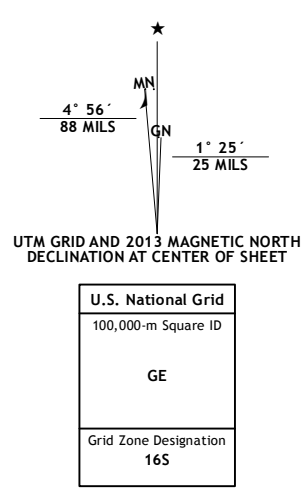 ★
MN
4° 56´
88 MILS
GN
1° 25´
25 MILS
UTM GRID AND 2013 MAGNETIC NORTH
DECLINATION AT CENTER OF SHEET
U.S. National Grid
100,000-m Square ID
GE
Grid Zone Designation
16S